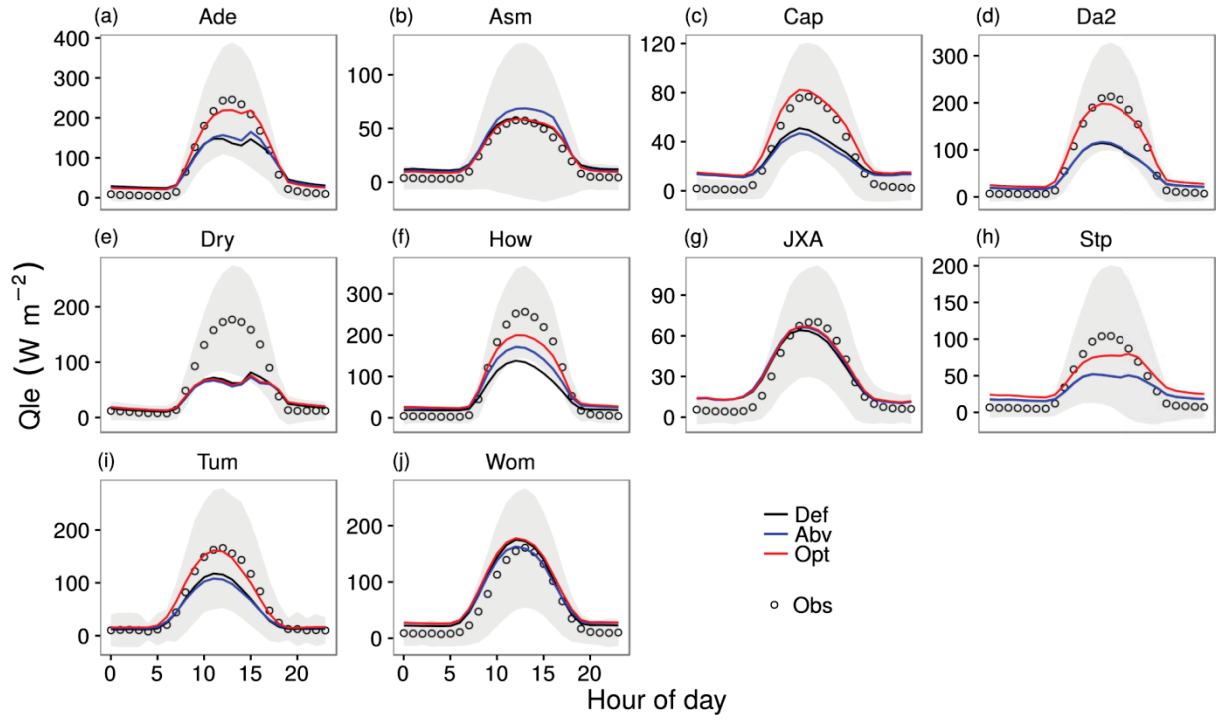 (a) Ade
(b) Asm
(c) Cap
(d) Da2
400
300
200
100
0
100
50
0
120
80
40
0
300
200
100
0
(e) Dry
(f) How
(g) JXA
(h) Stp
200
100
0
300
200
100
0
90
60
30
0
200
150
100
50
0
Qle (W m−2)
(i) Tum
(j) Wom
200
100
0
200
100
0
Def
Abv
Opt
Obs
0 5 10 15 20
0 5 10 15 20
Hour of day